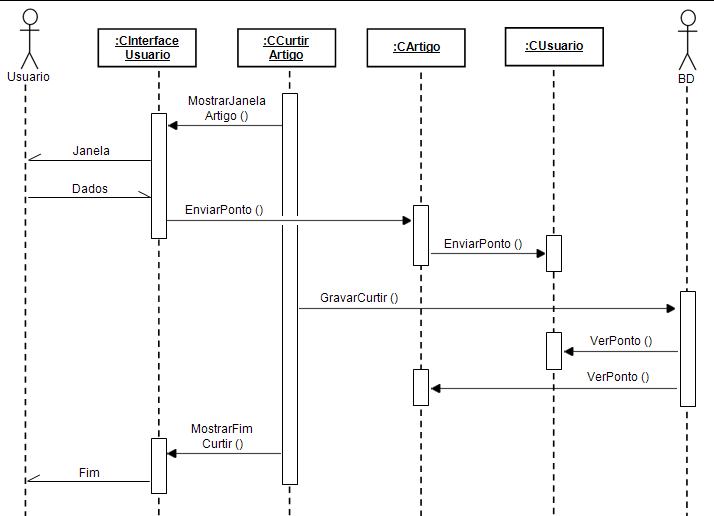 :CInterface
Usuario
:CCurtir
Artigo
:CArtigo
:CUsuario
Usuario
BD
MostrarJanela
Artigo ()
Janela
Dados
EnviarPonto ()
EnviarPonto ()
GravarCurtir ()
VerPonto ()
VerPonto ()
MostrarFim
Curtir ()
Fim